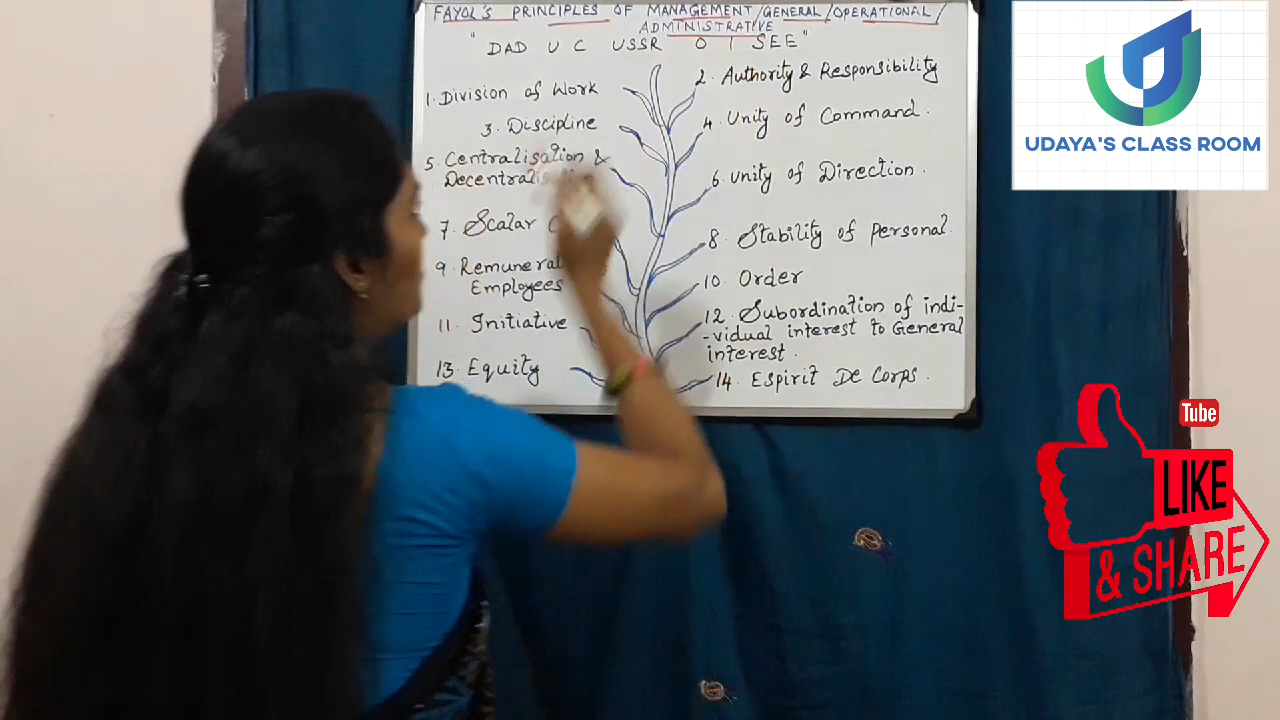 FAYOL'S PRINCIPLES OF MANAGEMENT/GENERAL/OPERATIONAL/
ADMINISTRATIVE
"DAD U C USSR O I SEE"
1. Division of Work
2. Authority & Responsibility
3. Discipline
4. Unity of Command.
5. Centralisation &
6. Unity of Direction.
7. Scalar
8. Stability of Personal.
9. Remunerat
Employees
10. Order
11. Initiative
12. Subordination of indi-
-vidual interest to General
interest.
13. Equity
14. Espirit De Corps.
UDAYA'S CLASS ROOM
Tube
LIKE
& SHARE